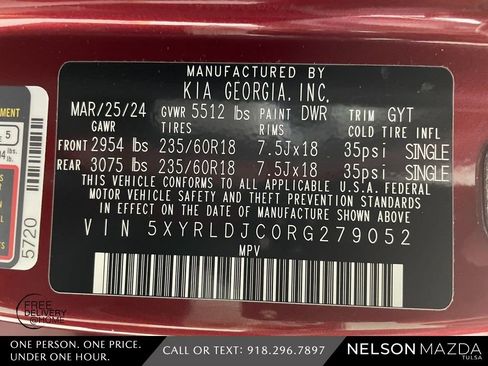 MANUFACTURED BY
KIA GEORGIA, INC.
MAR/25/24 GVWR 5512 lbs PAINT DWR TRIM GYT
GAWR TIRES RIMS COLD TIRE INFL
FRONT 2954 lbs 235/60R18 7.5Jx18 35psi SINGLE
REAR 3075 lbs 235/60R18 7.5Jx18 35psi SINGLE
THIS VEHICLE CONFORMS TO ALL APPLICABLE U.S.A. FEDERAL
MOTOR VEHICLE SAFETY AND THEFT PREVENTION STANDARDS
IN EFFECT ON THE DATE OF MANUFACTURE SHOWN ABOVE.
VIN 5XYRLDJC0RG279052
MPV
5
lbs.
5720
FREE
DELIVERY
@HOME
ONE PERSON. ONE PRICE.
UNDER ONE HOUR.
CALL OR TEXT: 918.296.7897
NELSON MAZDA
TULSA